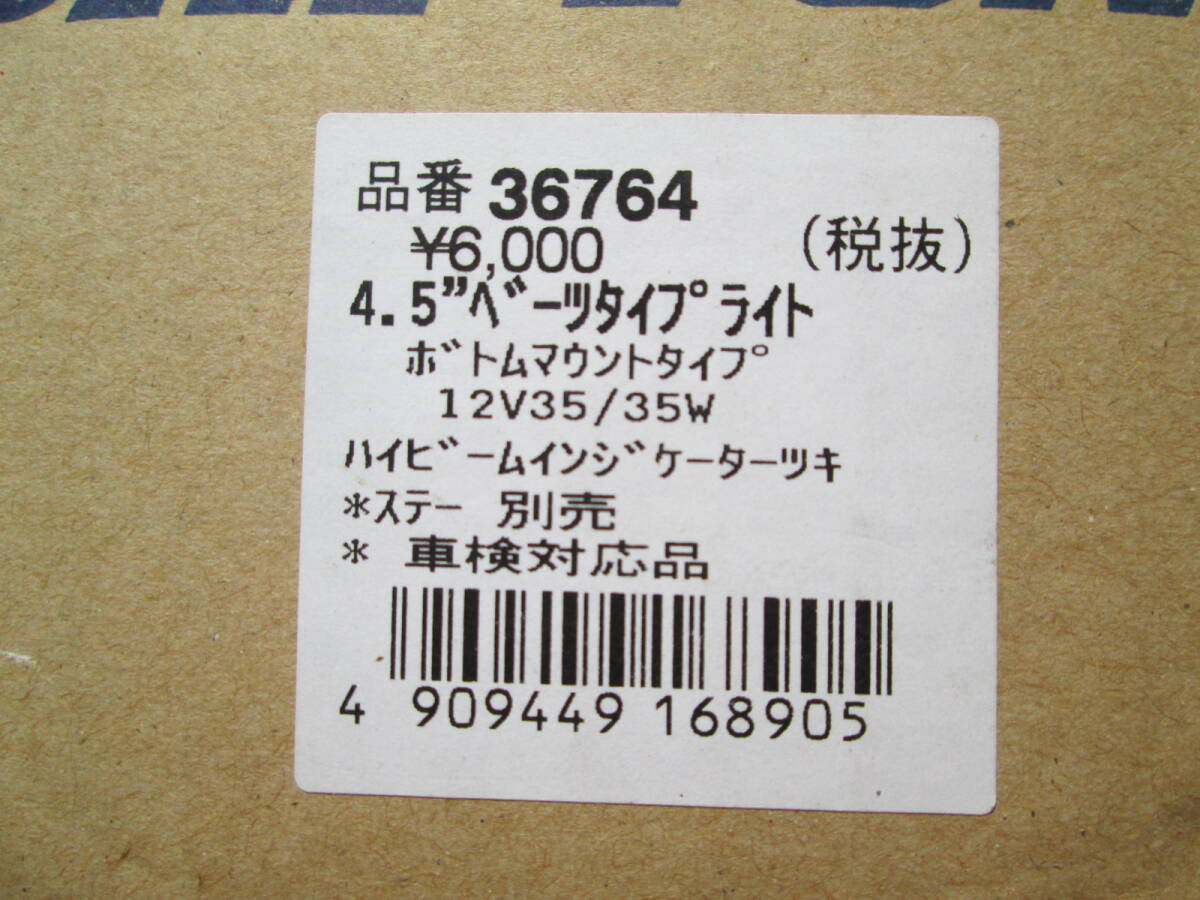 品番 36764
¥6,000 (税抜)
4.5”ﾍﾞｰﾂﾀｲﾌﾟﾗｲﾄ
ﾎﾞﾄﾑﾏｳﾝﾄﾀｲﾌﾟ
12V35/35W
ﾊｲﾋﾞｰﾑｲﾝｼﾞｹｰﾀｰﾂｷ
*ｽﾃｰ 別売
* 車検対応品
4 909449 168905